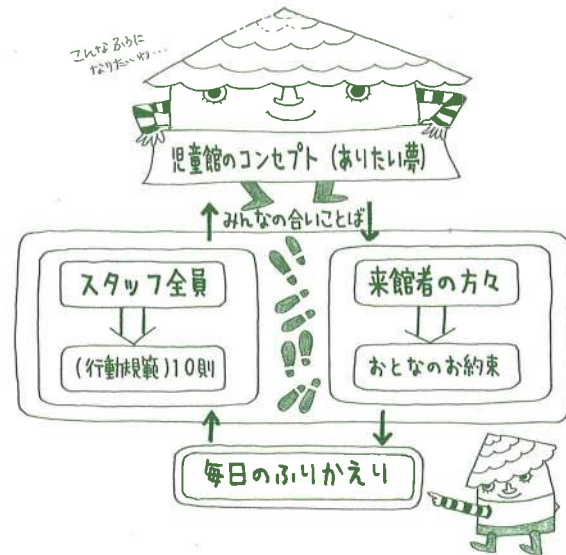 こんなふうに
なりたいわ…
児童館のコンセプト(ありたい夢)
みんなの合いことば
スタッフ全員
(行動規範)10則
来館者の方々
おとなのお約束
毎日のふりかえり